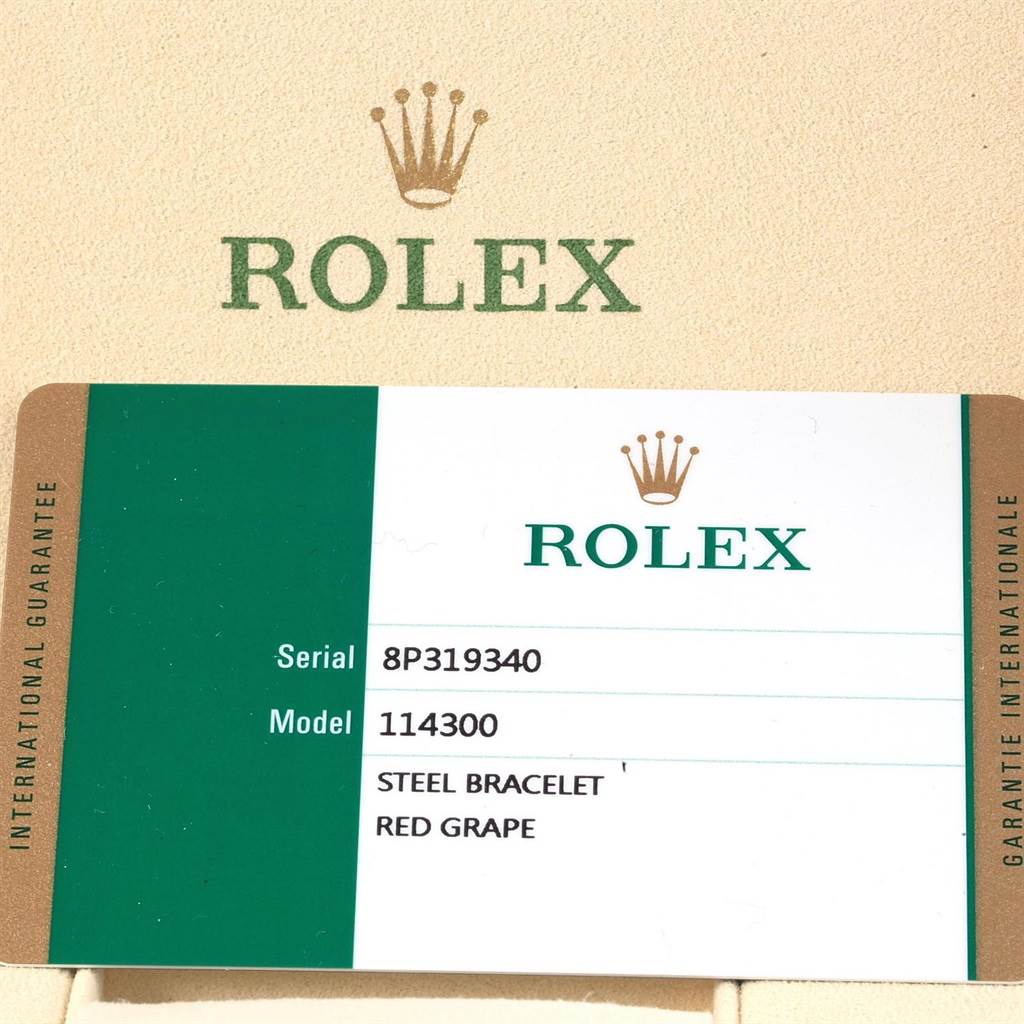 ROLEX
ROLEX
INTERNATIONAL GUARANTEE
Serial 8P319340
Model 114300
STEEL BRACELET
RED GRAPE
GARANTIE INTERNATIONALE